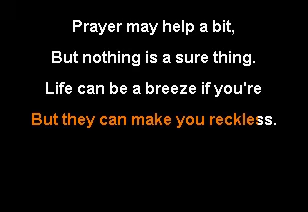 Prayer may help a bit,
But nothing is a sure thing.
Life can be a breeze if you're
But they can make you reckless.